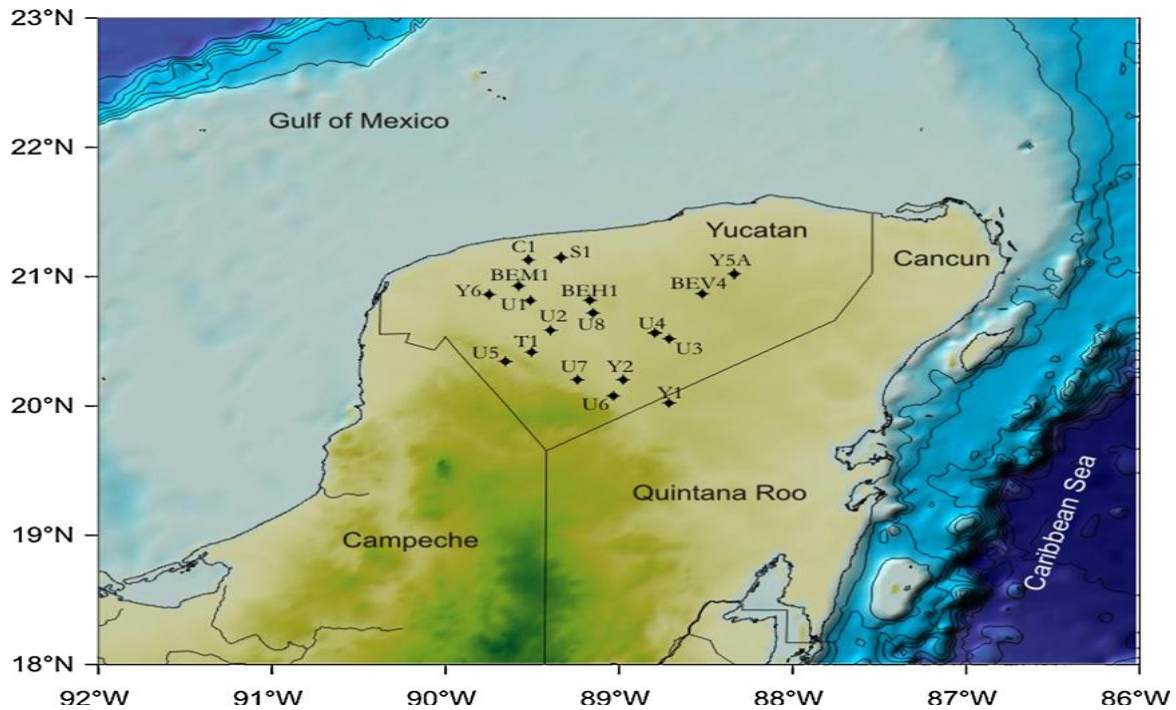 23°N
Gulf of Mexico
22°N
Yucatan
C1
S1
Cancun
21°N
BEM1
Y5A
Y6
U1
BEH1
BEV4
U2
U8
U4
T1
U3
U5
U7
Y2
20°N
U6
Y1
Quintana Roo
Caribbean Sea
19°N
Campeche
18°N
92°W 91°W 90°W 89°W 88°W 87°W 86°W